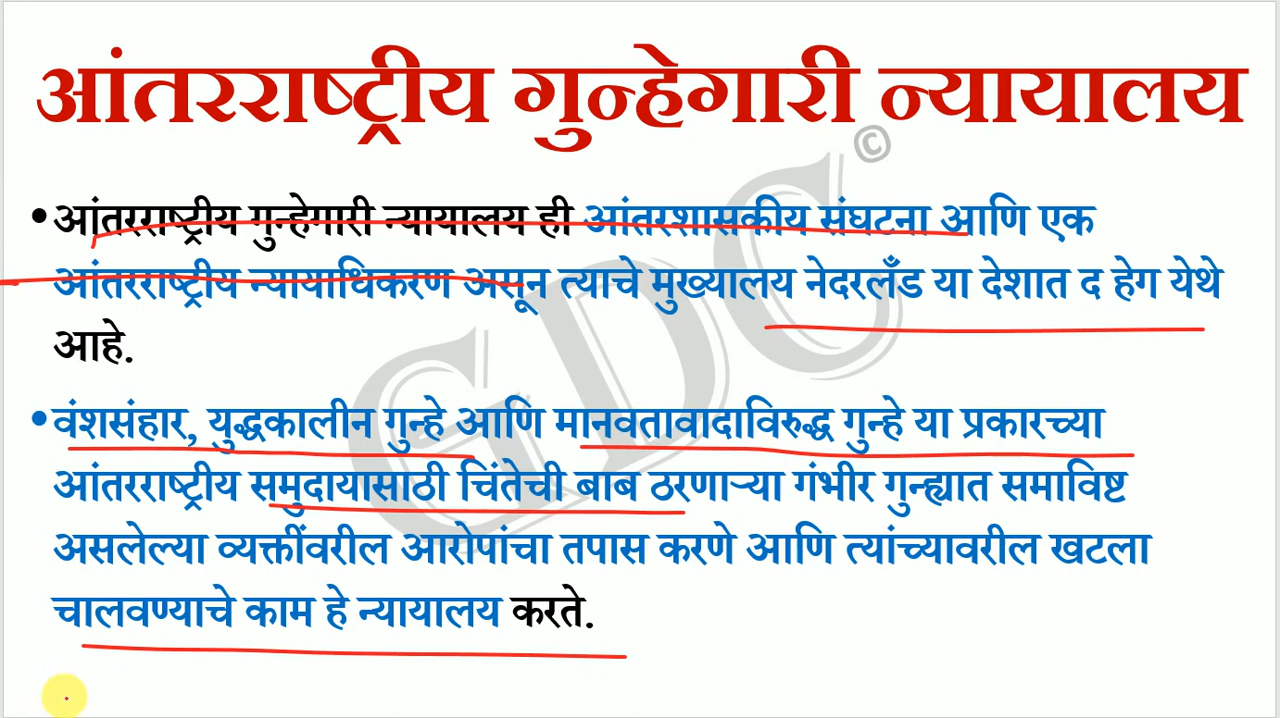 आंतरराष्ट्रीय गुन्हेगारी न्यायालय
©
GDC
• आंतरराष्ट्रीय गुन्हेगारी न्यायालय ही आंतरशासकीय संघटना आणि एक
आंतरराष्ट्रीय न्यायाधिकरण असून त्याचे मुख्यालय नेदरलँड या देशात द हेग येथे
आहे.
• वंशसंहार, युद्धकालीन गुन्हे आणि मानवतावादाविरुद्ध गुन्हे या प्रकारच्या
आंतरराष्ट्रीय समुदायासाठी चिंतेची बाब ठरणाऱ्या गंभीर गुन्ह्यात समाविष्ट
असलेल्या व्यक्तींवरील आरोपांचा तपास करणे आणि त्यांच्यावरील खटला
चालवण्याचे काम हे न्यायालय करते.